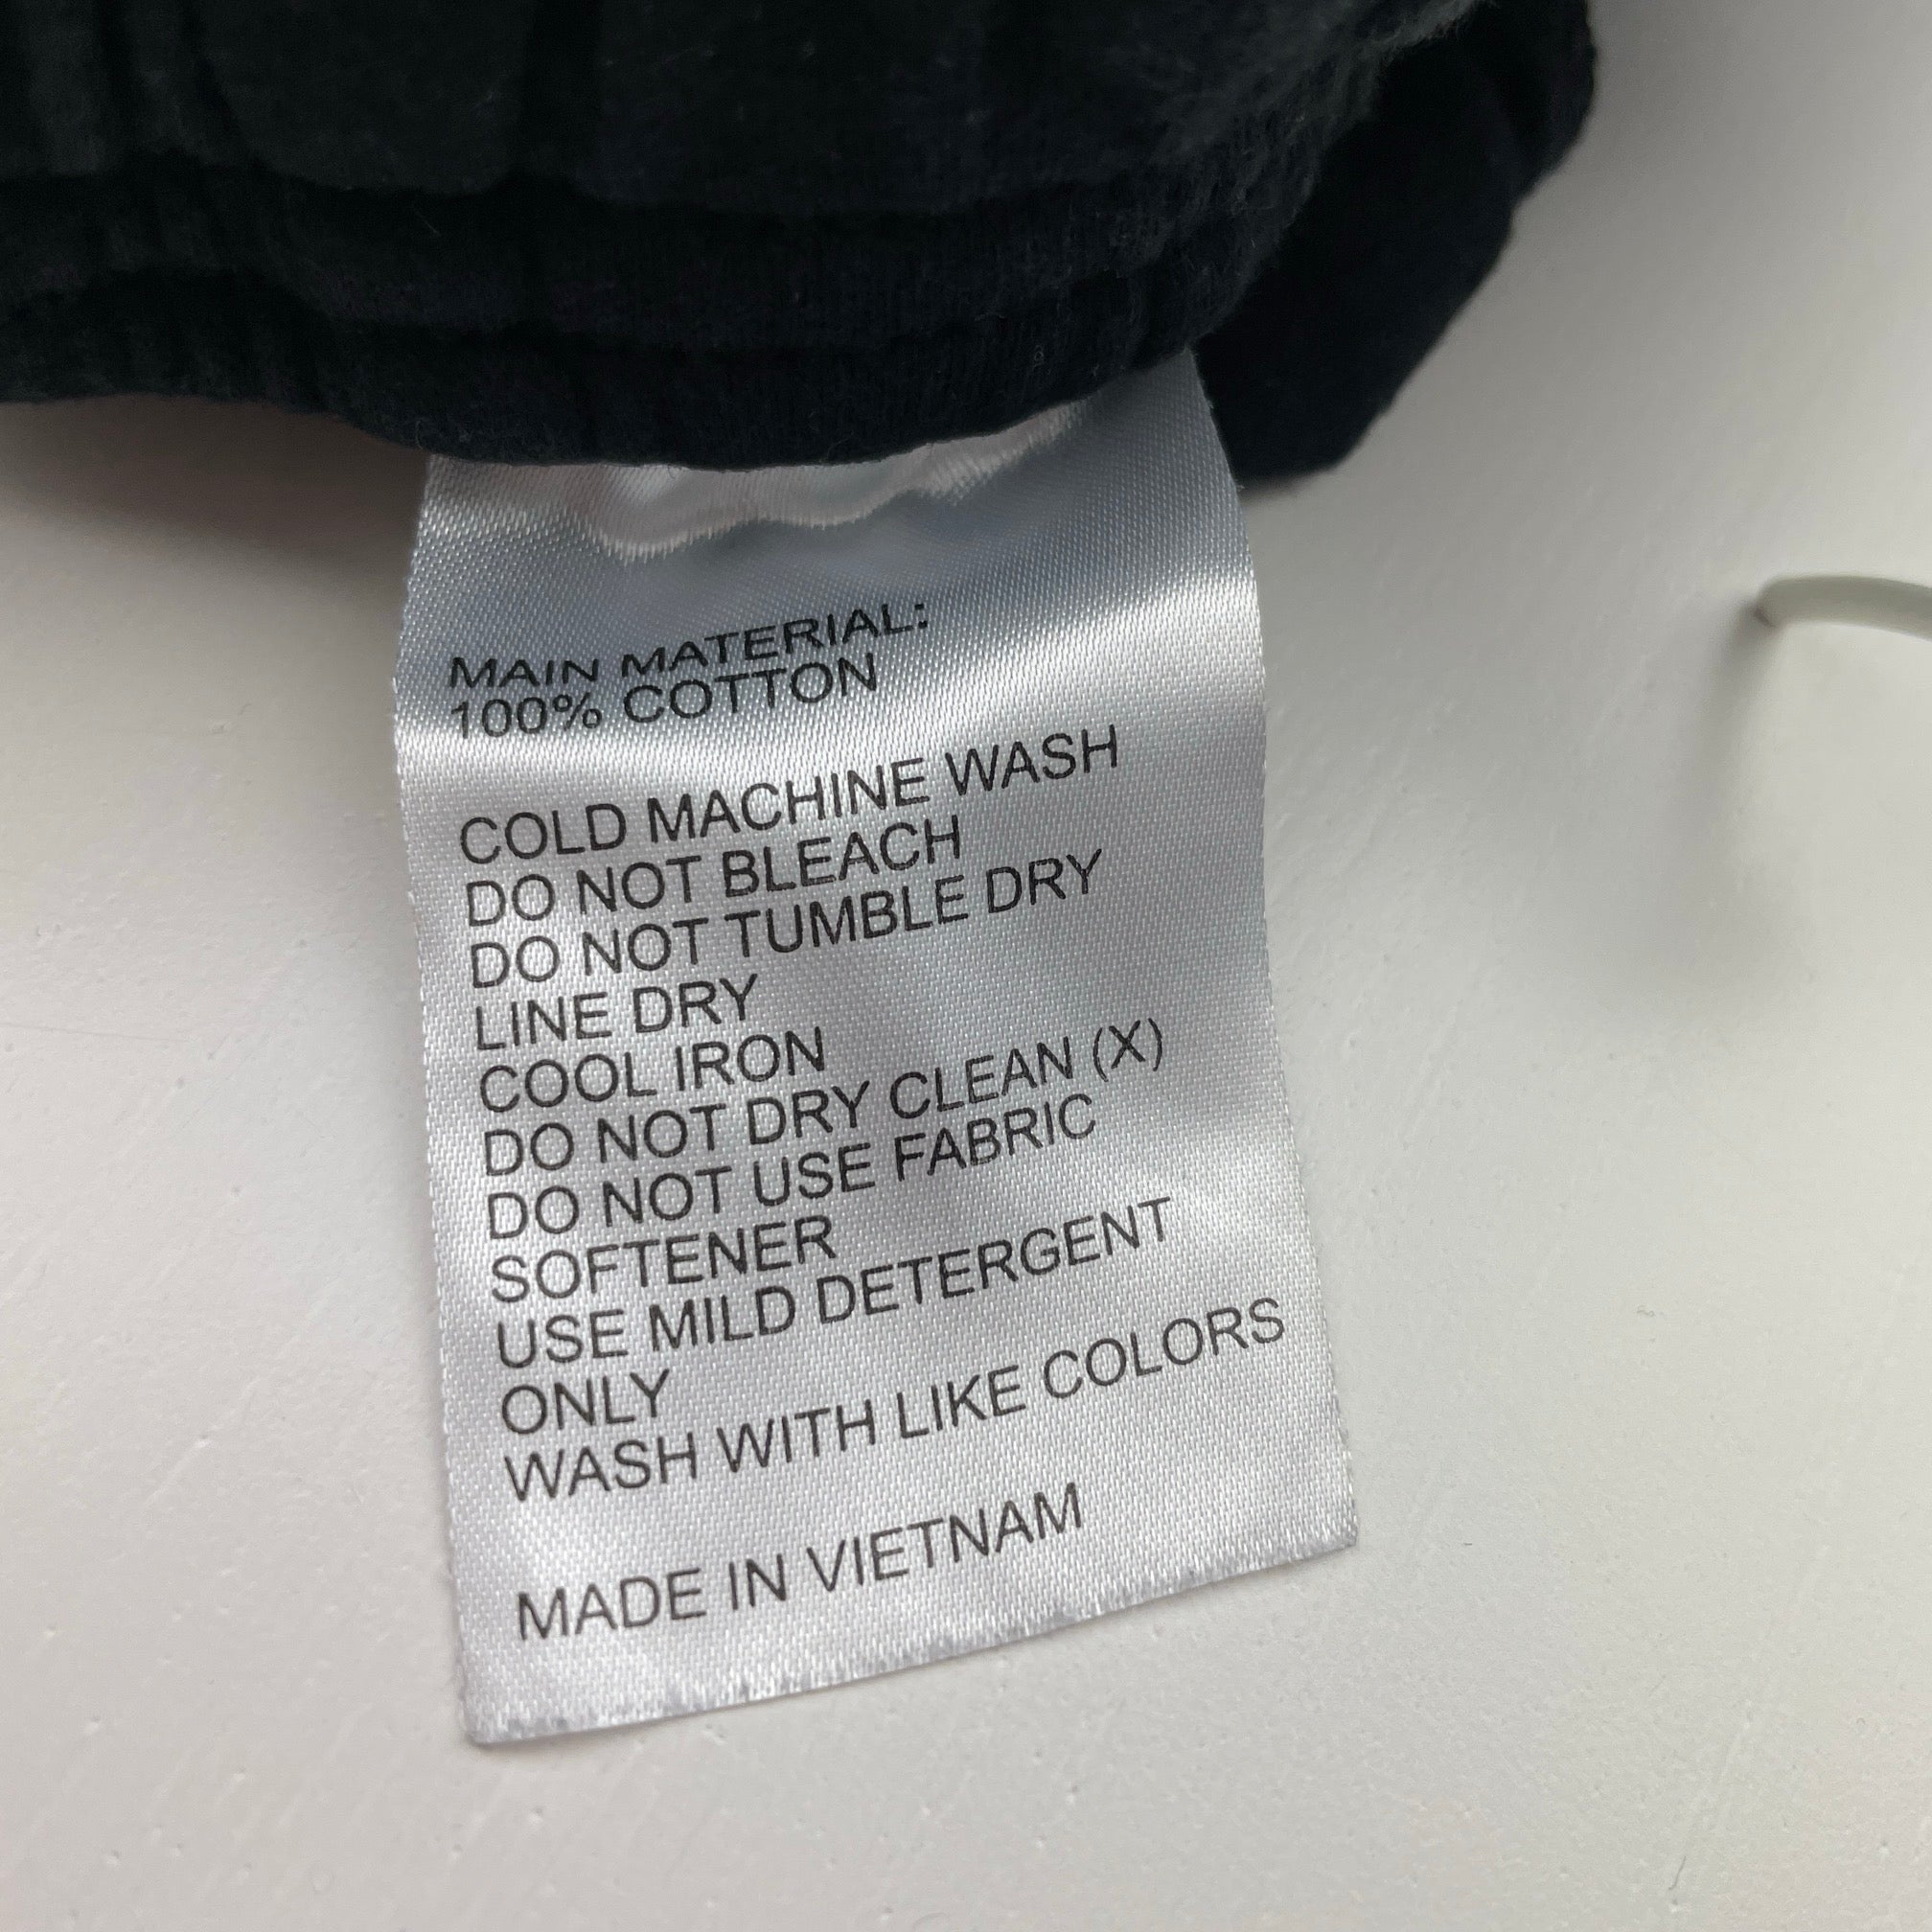 MAIN MATERIAL:
100% COTTON
COLD MACHINE WASH
DO NOT BLEACH
DO NOT TUMBLE DRY
LINE DRY
COOL IRON
DO NOT DRY CLEAN (X)
DO NOT USE FABRIC
SOFTENER
USE MILD DETERGENT
ONLY
WASH WITH LIKE COLORS
MADE IN VIETNAM